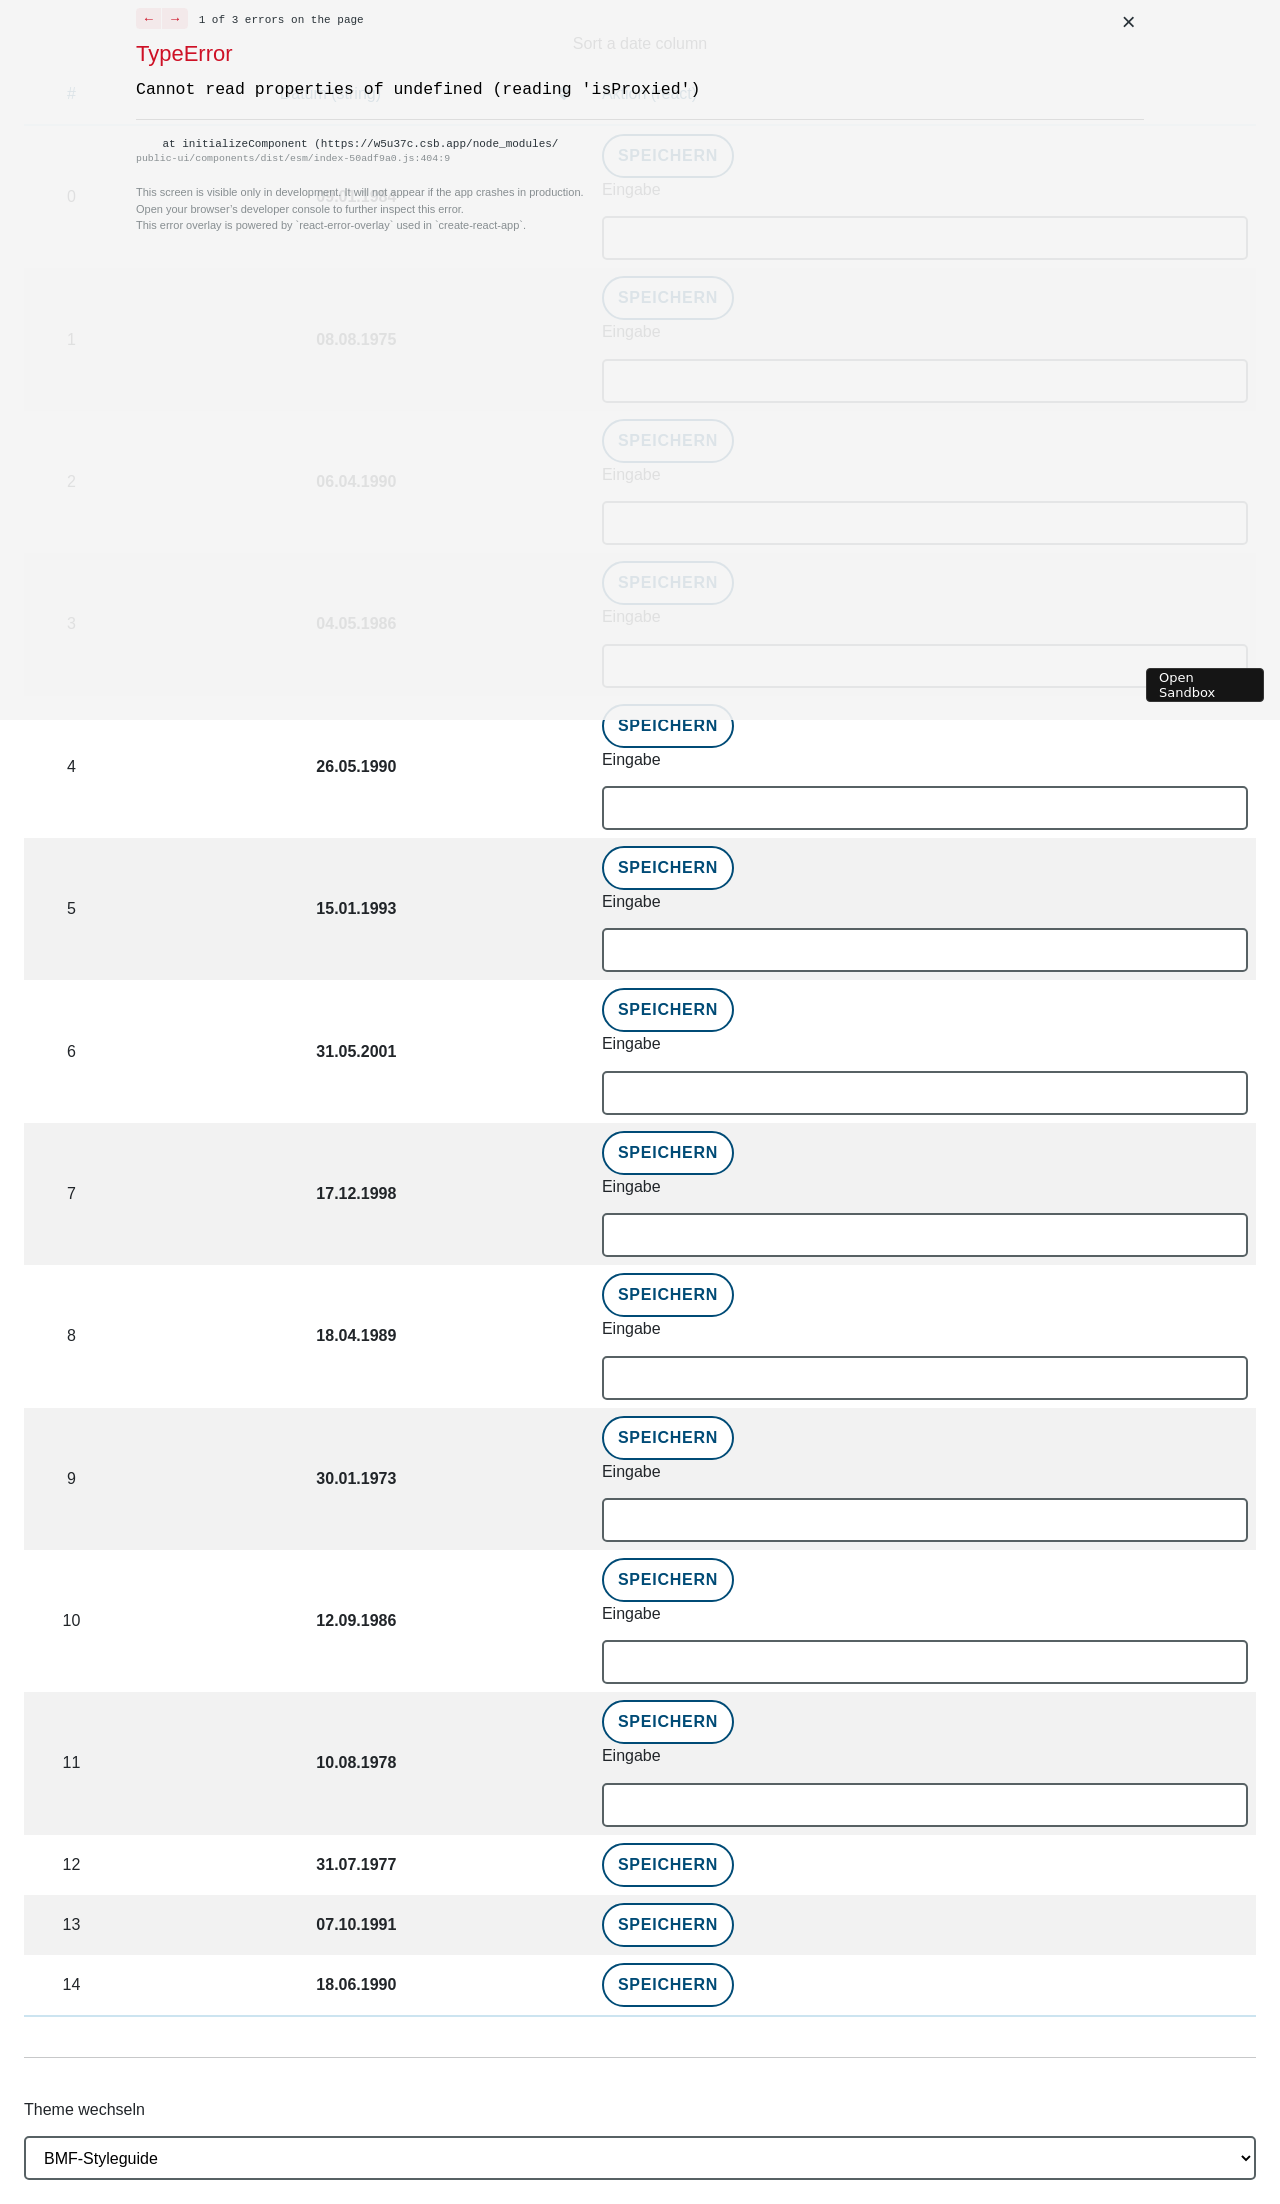 ← → 1 of 3 errors on the page ✕
Sort a date column
TypeError
Cannot read properties of undefined (reading 'isProxied')
#
at initializeComponent (https://w5u37c.csb.app/node_modules/
public-ui/components/dist/esm/index-50adf9a0.js:404:9
This screen is visible only in development. It will not appear if the app crashes in production.
Open your browser's developer console to further inspect this error.
This error overlay is powered by `react-error-overlay` used in `create-react-app`.
0
SPEICHERN
Eingabe
1 08.08.1975
SPEICHERN
Eingabe
2 06.04.1990
SPEICHERN
Eingabe
3 04.05.1986
SPEICHERN
Eingabe
Open
Sandbox
4 26.05.1990
SPEICHERN
Eingabe
5 15.01.1993
SPEICHERN
Eingabe
6 31.05.2001
SPEICHERN
Eingabe
7 17.12.1998
SPEICHERN
Eingabe
8 18.04.1989
SPEICHERN
Eingabe
9 30.01.1973
SPEICHERN
Eingabe
10 12.09.1986
SPEICHERN
Eingabe
11 10.08.1978
SPEICHERN
Eingabe
12 31.07.1977 SPEICHERN
13 07.10.1991 SPEICHERN
14 18.06.1990 SPEICHERN
Theme wechseln
BMF-Styleguide